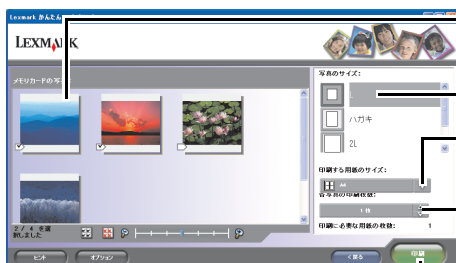 Lexmark かんた
LEXMARK
メモリカードの写
写真のサイズ:
L
ハガキ
2L
印刷する用紙のサイズ:
A4
各写真の印刷枚数:
1 枚
2 / 4 を選
択しました
印刷に必要な用紙の枚数: 1
ヒント
オプション
< 戻る
印刷